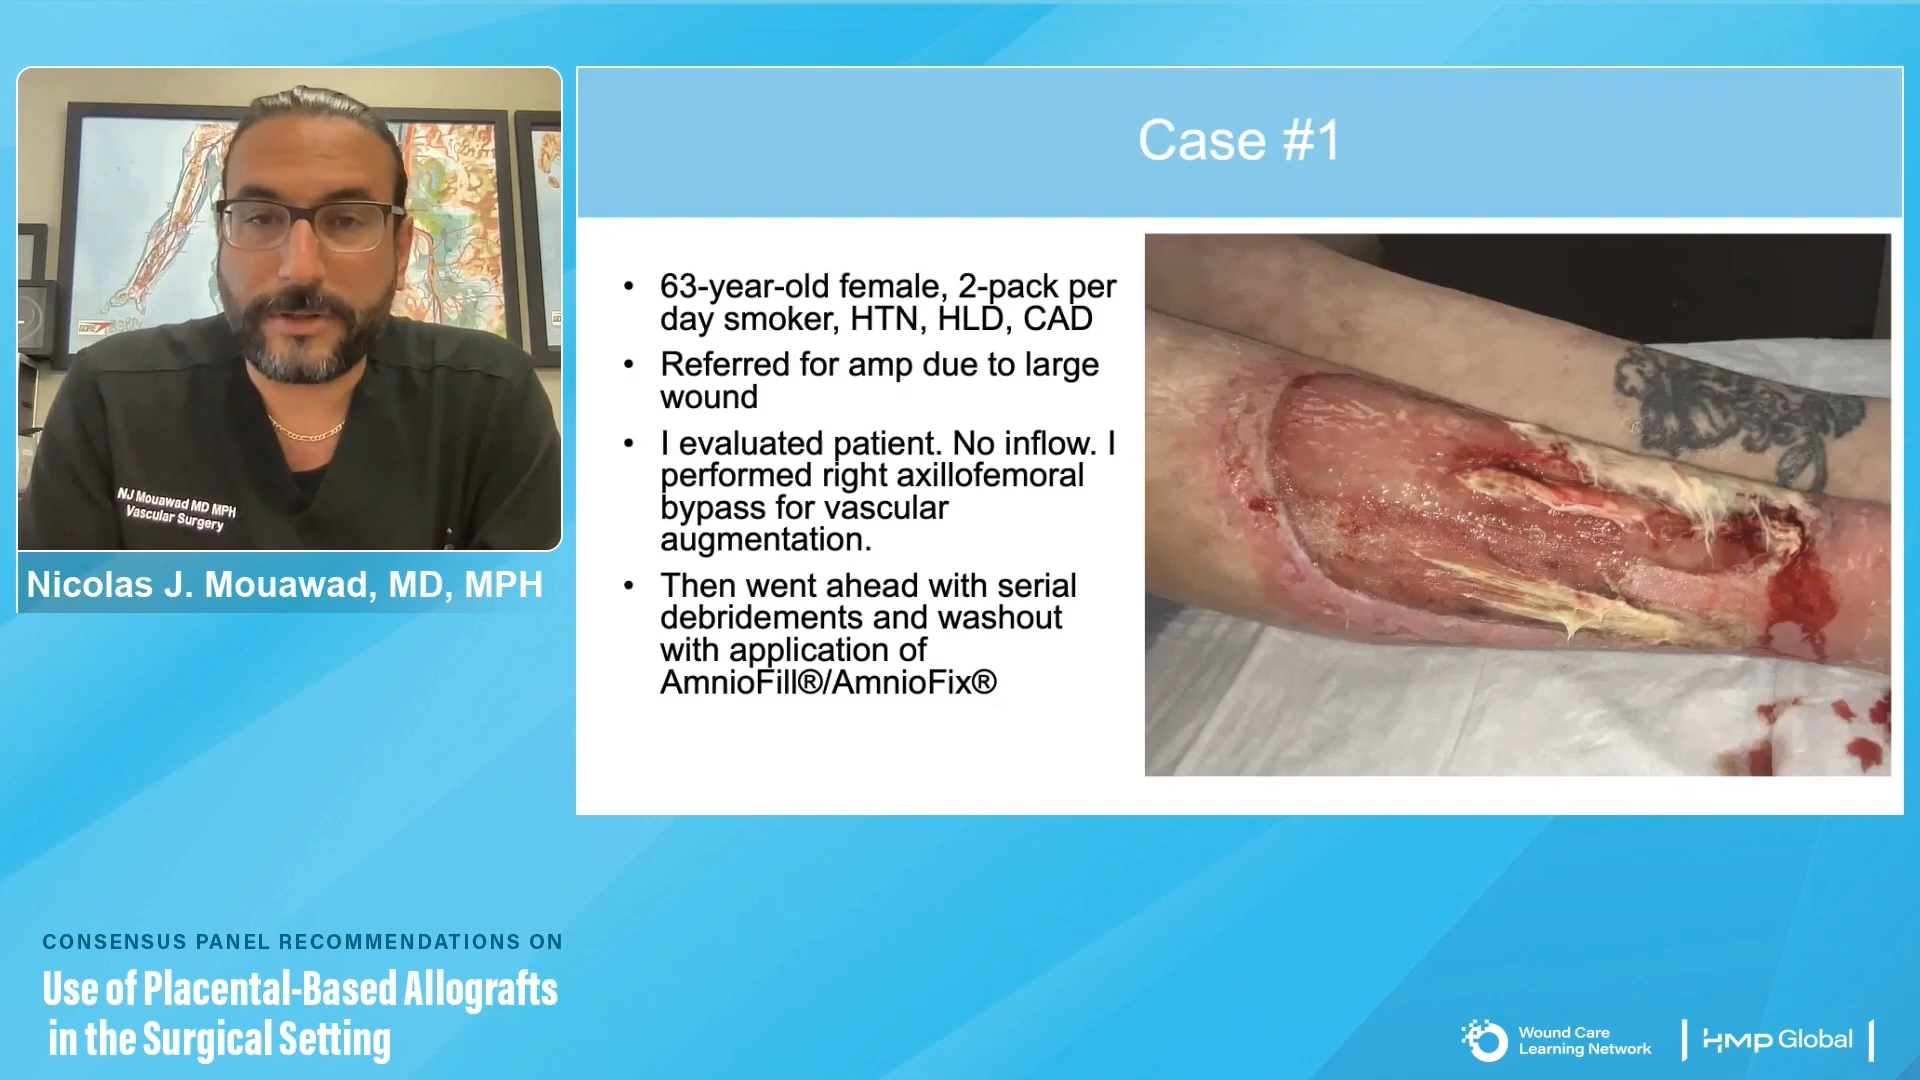 GORE
NJ Mouawad MD MPH
Vascular Surgery
Nicolas J. Mouawad, MD, MPH
Case #1
• 63-year-old female, 2-pack per
day smoker, HTN, HLD, CAD
• Referred for amp due to large
wound
• I evaluated patient. No inflow. I
performed right axillofemoral
bypass for vascular
augmentation.
• Then went ahead with serial
debridements and washout
with application of
AmnioFill®/AmnioFix®
CONSENSUS PANEL RECOMMENDATIONS ON
Use of Placental-Based Allografts
in the Surgical Setting
Wound Care
Learning Network
HMP Global